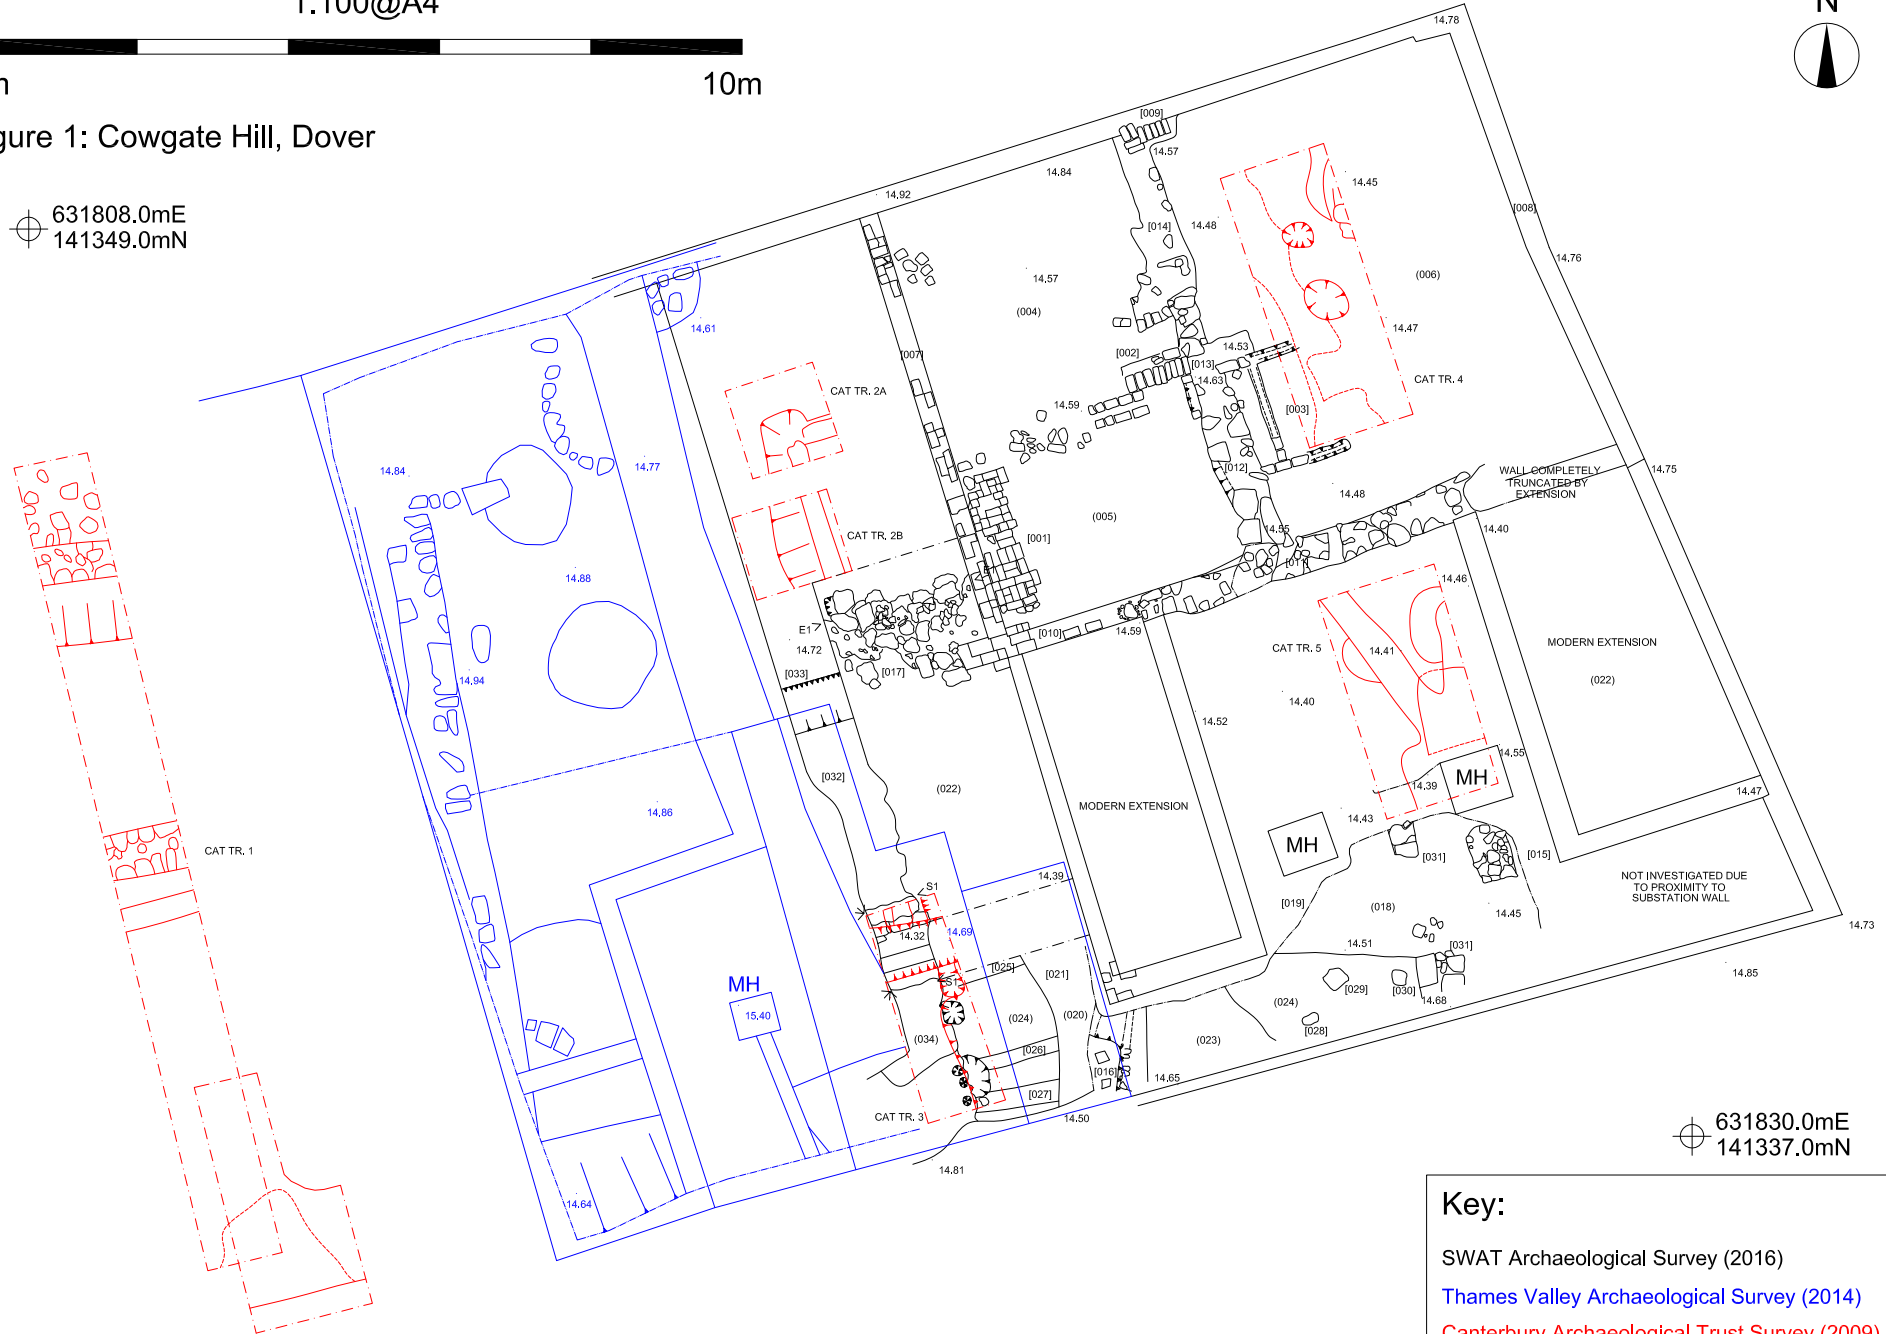 1:100@A4
10m
gure 1: Cowgate Hill, Dover
N
631808.0mE
141349.0mN
14.78
[009]
14.57
14.84
14.92
14.45
[008]
[014]
14.48
14.76
14.57
(006)
(004)
14.61
14.47
[007]
[002]
14.53
[013]
14.63
CAT TR. 2A
CAT TR. 4
14.59
[003]
14.84
14.77
[012]
14.75
WALL COMPLETELY
TRUNCATED BY
EXTENSION
14.48
(005)
14.55
14.40
CAT TR. 2B
[001]
[011]
14.88
E1
14.46
E1
[010]
14.59
14.72
CAT TR. 5
14.41
MODERN EXTENSION
(022)
[033]
[017]
14.94
14.40
14.52
14.55
[032]
(022)
MH
14.39
14.47
MODERN EXTENSION
14.86
14.43
MH
CAT TR. 1
[031]
[015]
NOT INVESTIGATED DUE
TO PROXIMITY TO
SUBSTATION WALL
14.39
S1
[019]
(018)
14.45
14.32
14.69
14.51
[031]
14.73
[025]
[021]
14.85
S1
MH
[029]
[030]
14.68
(024)
15.40
(024)
(020)
[028]
(034)
(023)
[026]
[016]
14.65
[027]
CAT TR. 3
14.50
14.81
631830.0mE
141337.0mN
14.64
Key:
SWAT Archaeological Survey (2016)
Thames Valley Archaeological Survey (2014)
Canterbury Archaeological Trust Survey (2009)